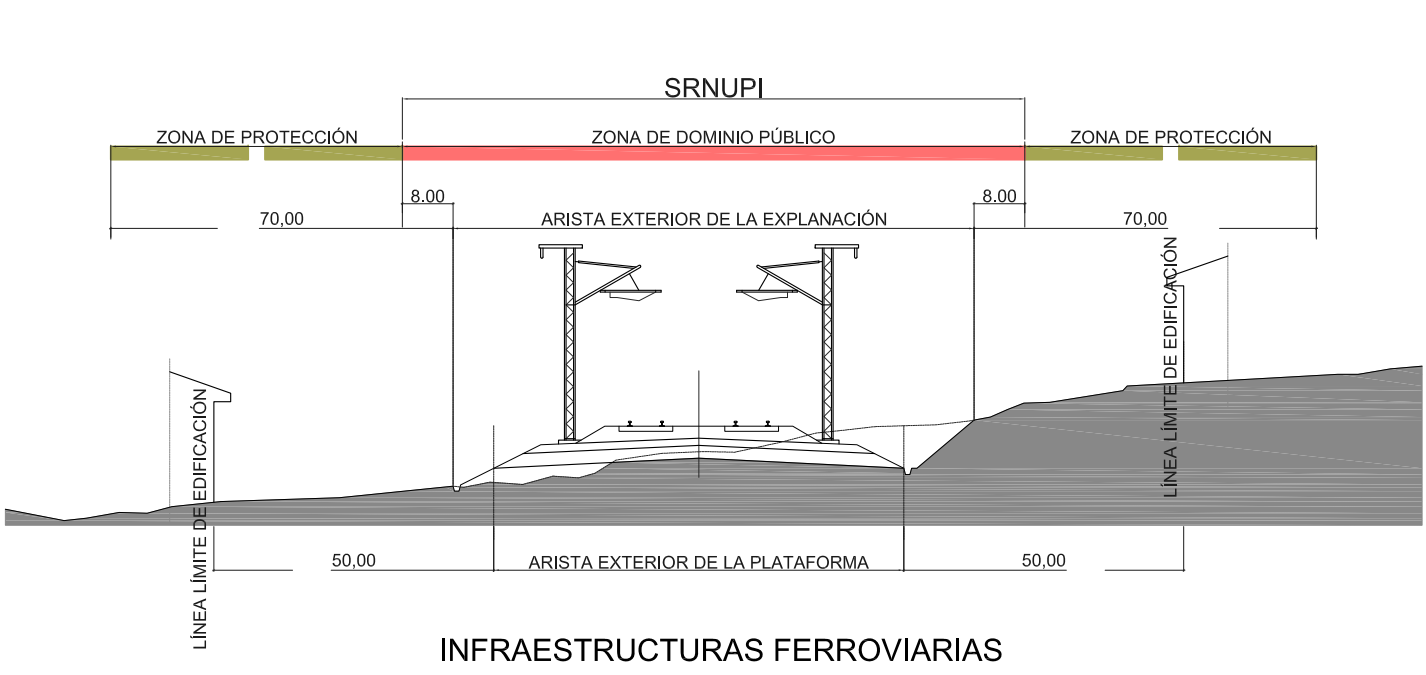 SRNUPI
ZONA DE PROTECCIÓN
ZONA DE DOMINIO PÚBLICO
ZONA DE PROTECCIÓN
8.00
8.00
70,00
ARISTA EXTERIOR DE LA EXPLANACIÓN
70,00
LÍNEA LÍMITE DE EDIFICACIÓN
LÍNEA LÍMITE DE EDIFICACIÓN
50,00
ARISTA EXTERIOR DE LA PLATAFORMA
50,00
INFRAESTRUCTURAS FERROVIARIAS